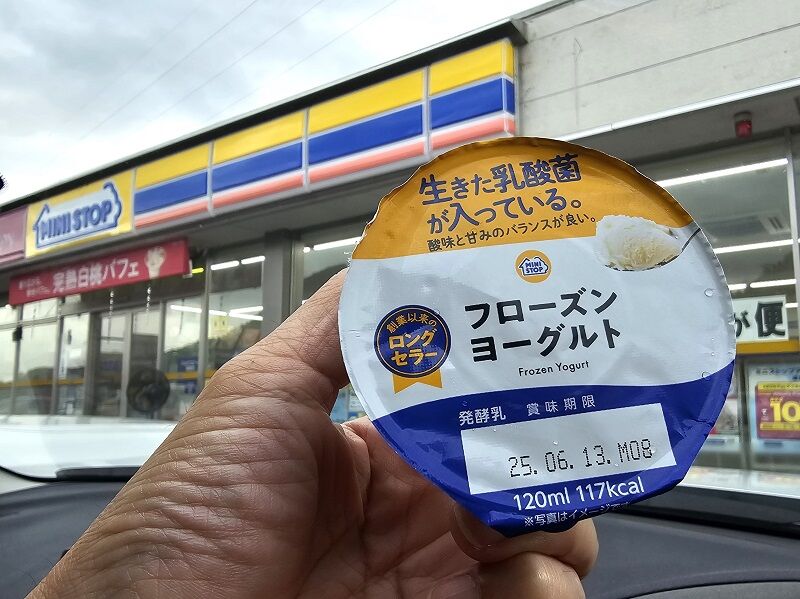 MINI STOP
完熟白桃パフェ
生きた乳酸菌
が入っている。
酸味と甘みのバランスが良い。
MINI
STOP
創業以来の
ロング
セラー
フローズン
ヨーグルト
Frozen Yogurt
発酵乳 賞味期限
25.06.13.M08
120ml 117kcal
※写真はイメージで
が便
10